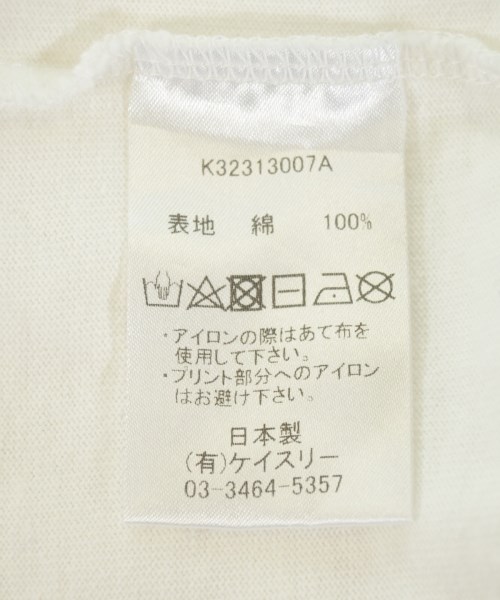 K32313007A
表地 綿 100%
・アイロンの際はあて布を
使用して下さい。
・プリント部分へのアイロン
はお避け下さい。
日本製
(有)ケイスリー
03-3464-5357